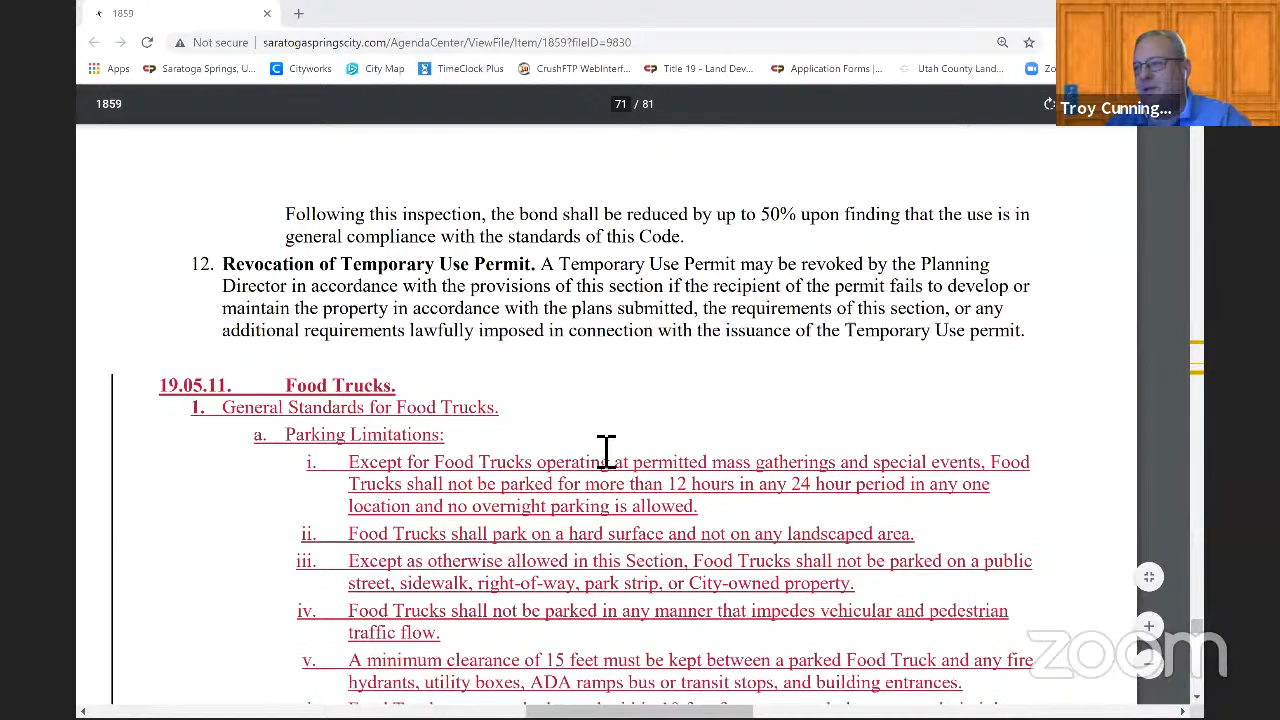 1859
Not secure saratogaspringscity.com/AgendaCenter/ViewFile/Item/1859?fileID=9830
Apps Saratoga Springs, U... Cityworks City Map TimeClock Plus CrushFTP WebInterf... Title 19 - Land Dev... Application Forms |... Utah County Land... Zo
1859 71 / 81
Troy Cunning...
Following this inspection, the bond shall be reduced by up to 50% upon finding that the use is in
general compliance with the standards of this Code.
12. Revocation of Temporary Use Permit. A Temporary Use Permit may be revoked by the Planning
Director in accordance with the provisions of this section if the recipient of the permit fails to develop or
maintain the property in accordance with the plans submitted, the requirements of this section, or any
additional requirements lawfully imposed in connection with the issuance of the Temporary Use permit.
19.05.11. Food Trucks.
1. General Standards for Food Trucks.
a. Parking Limitations:
i. Except for Food Trucks operating at permitted mass gatherings and special events, Food
Trucks shall not be parked for more than 12 hours in any 24 hour period in any one
location and no overnight parking is allowed.
ii. Food Trucks shall park on a hard surface and not on any landscaped area.
iii. Except as otherwise allowed in this Section, Food Trucks shall not be parked on a public
street, sidewalk, right-of-way, park strip, or City-owned property.
iv. Food Trucks shall not be parked in any manner that impedes vehicular and pedestrian
traffic flow.
v. A minimum clearance of 15 feet must be kept between a parked Food Truck and any fire
hydrants, utility boxes, ADA ramps bus or transit stops, and building entrances.
zoom